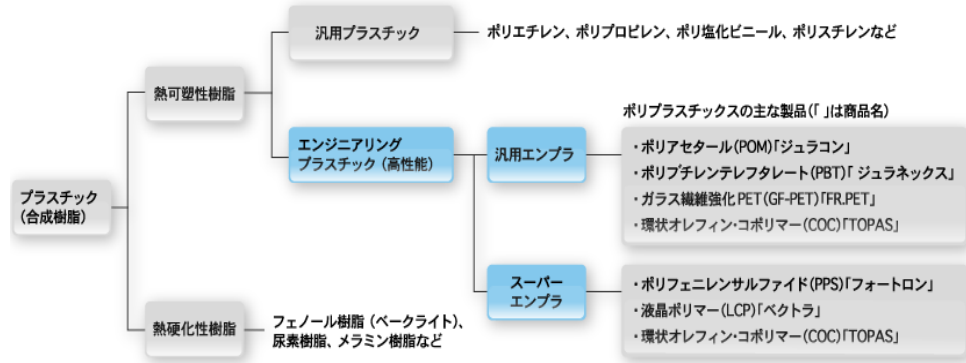 汎用プラスチック
ポリエチレン、ポリプロピレン、ポリ塩化ビニール、ポリスチレンなど
熱可塑性樹脂
ポリプラスチックスの主な製品(「 」は商品名)
エンジニアリング
プラスチック(高性能)
汎用エンプラ
・ポリアセタール(POM)「ジュラコン」
・ポリブチレンテレフタレート(PBT)「ジュラネックス」
・ガラス繊維強化PET(GF-PET)「FR.PET」
・環状オレフィン・コポリマー(COC)「TOPAS」
プラスチック
(合成樹脂)
スーパー
エンプラ
・ポリフェニレンサルファイド(PPS)「フォートロン」
・液晶ポリマー(LCP)「ベクトラ」
・環状オレフィン・コポリマー(COC)「TOPAS」
熱硬化性樹脂
フェノール樹脂(ベークライト)、
尿素樹脂、メラミン樹脂など